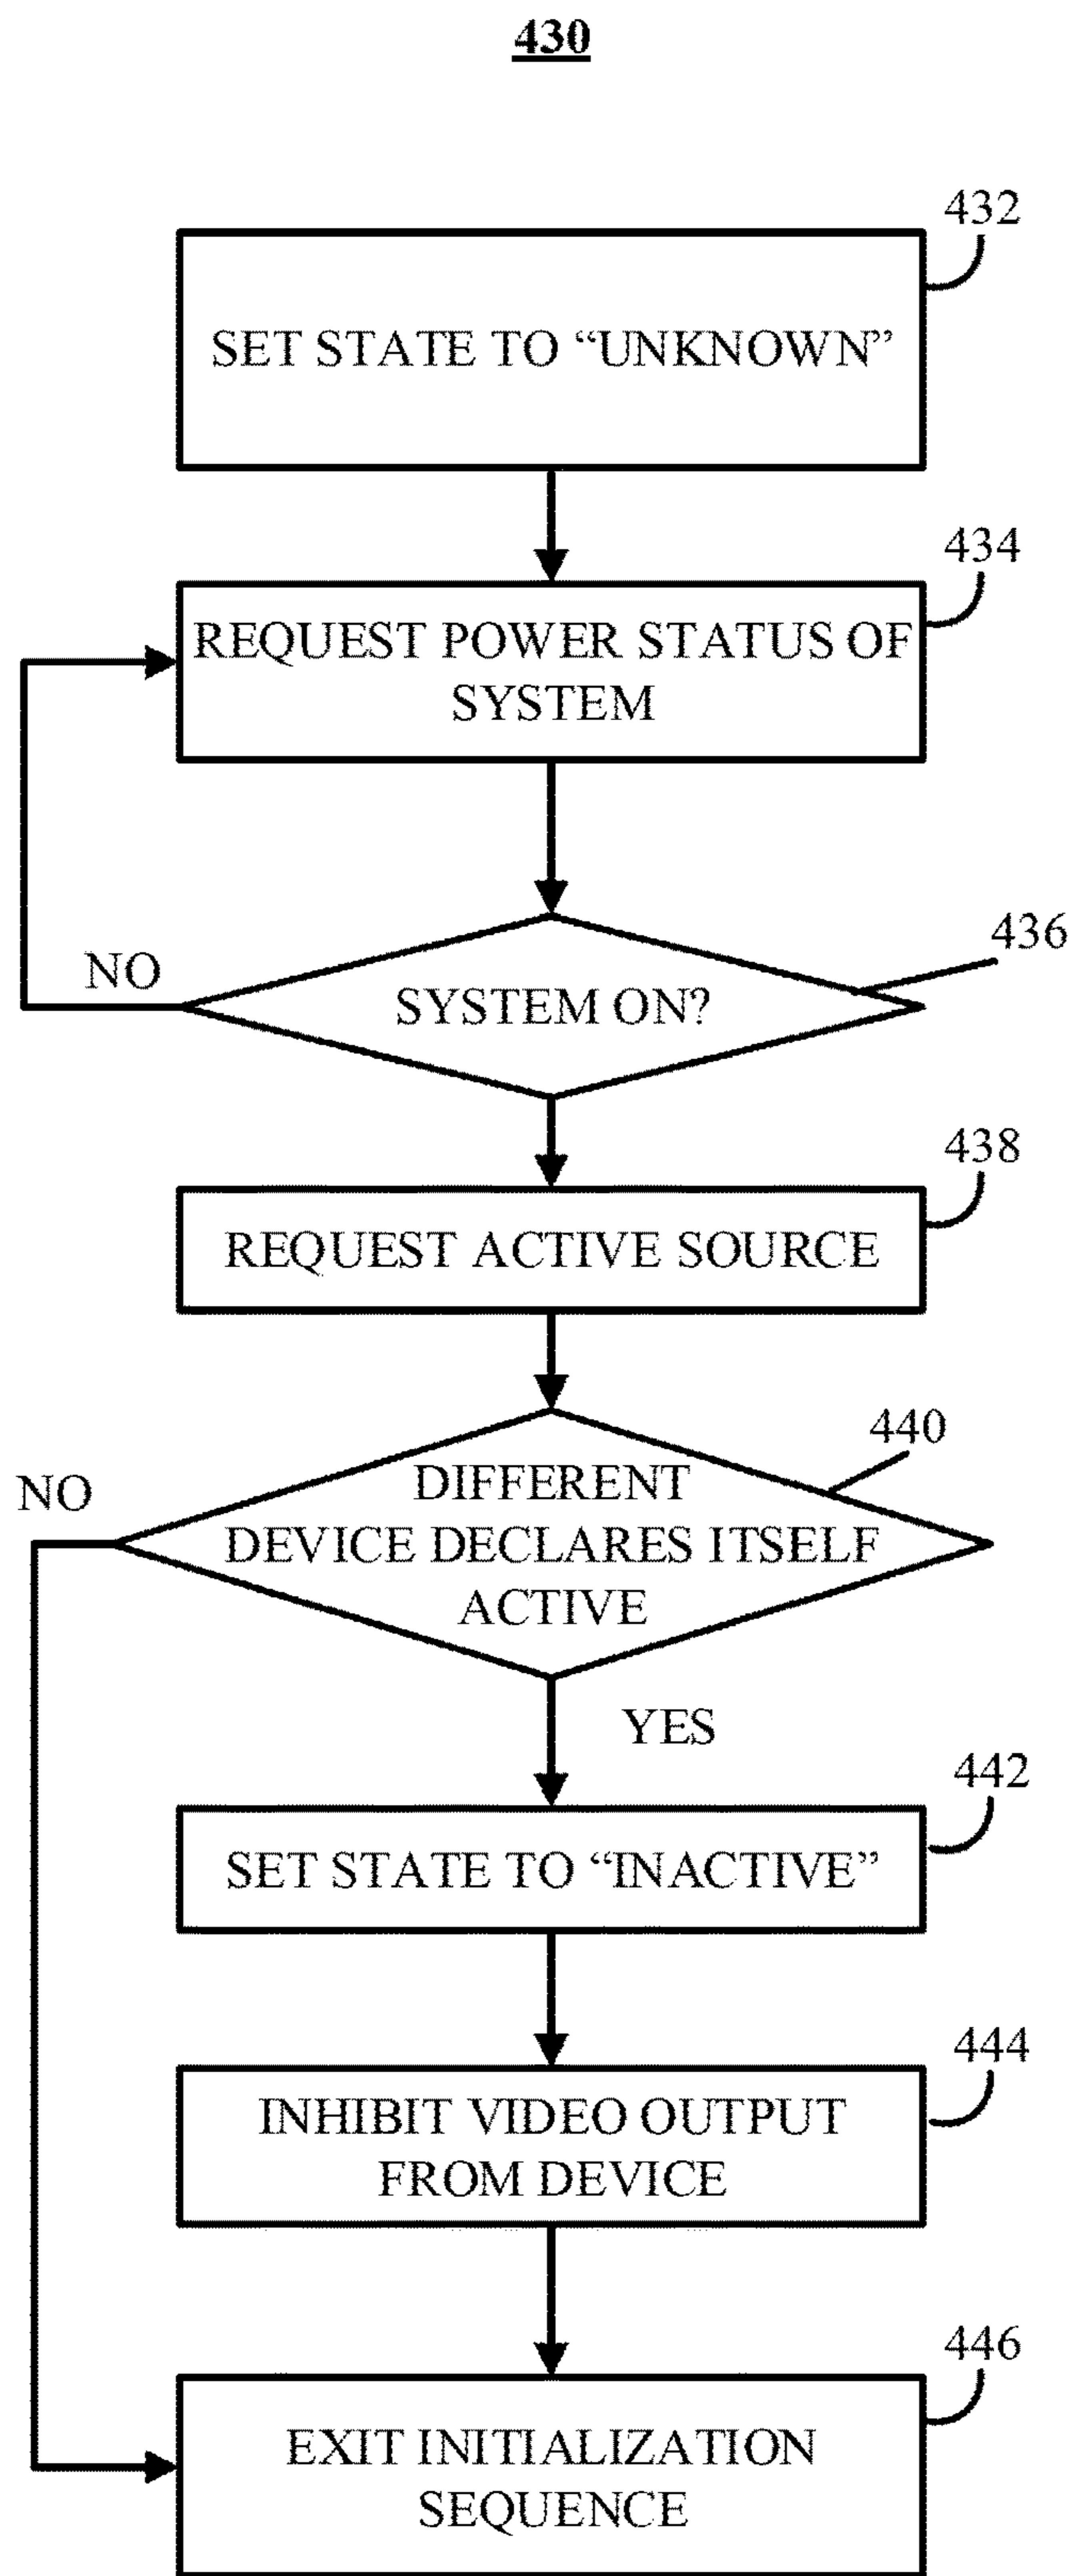 430
432
SET STATE TO “UNKNOWN”
434
REQUEST POWER STATUS OF
SYSTEM
436
NO
SYSTEM ON?
438
REQUEST ACTIVE SOURCE
440
NO
DIFFERENT
DEVICE DECLARES ITSELF
ACTIVE
YES
442
SET STATE TO “INACTIVE”
444
INHIBIT VIDEO OUTPUT
FROM DEVICE
446
EXIT INITIALIZATION
SEQUENCE